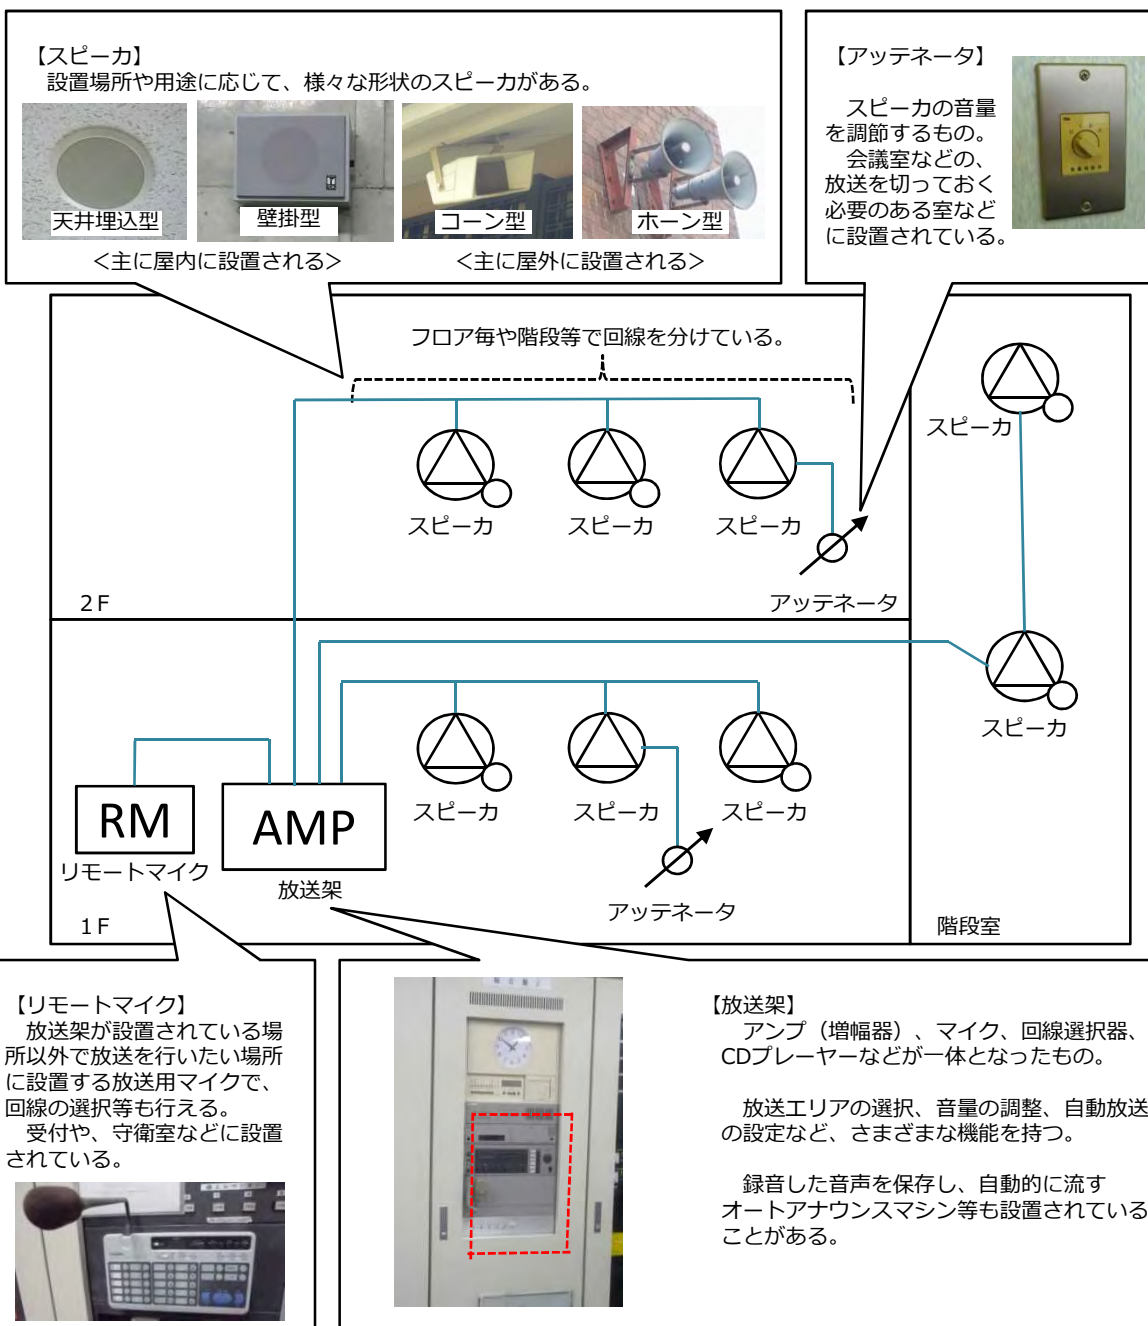 【スピーカ】
設置場所や用途に応じて、様々な形状のスピーカがある。
天井埋込型
壁掛型
コーン型
ホーン型
<主に屋内に設置される>
<主に屋外に設置される>
【アッテネータ】
スピーカの音量
を調節するもの。
会議室などの、
放送を切っておく
必要のある室など
に設置されている。
フロア毎や階段等で回線を分けている。
スピーカ
スピーカ
スピーカ
スピーカ
アッテネータ
2F
スピーカ
RM
リモートマイク
AMP
放送架
スピーカ
スピーカ
スピーカ
アッテネータ
1F
階段室
【リモートマイク】
放送架が設置されている場
所以外で放送を行いたい場所
に設置する放送用マイクで、
回線の選択等も行える。
受付や、守衛室などに設置
されている。
【放送架】
アンプ（増幅器）、マイク、回線選択器、
CDプレーヤーなどが一体となったもの。
放送エリアの選択、音量の調整、自動放送
の設定など、さまざまな機能を持つ。
録音した音声を保存し、自動的に流す
オートアナウンスマシン等も設置されている
ことがある。